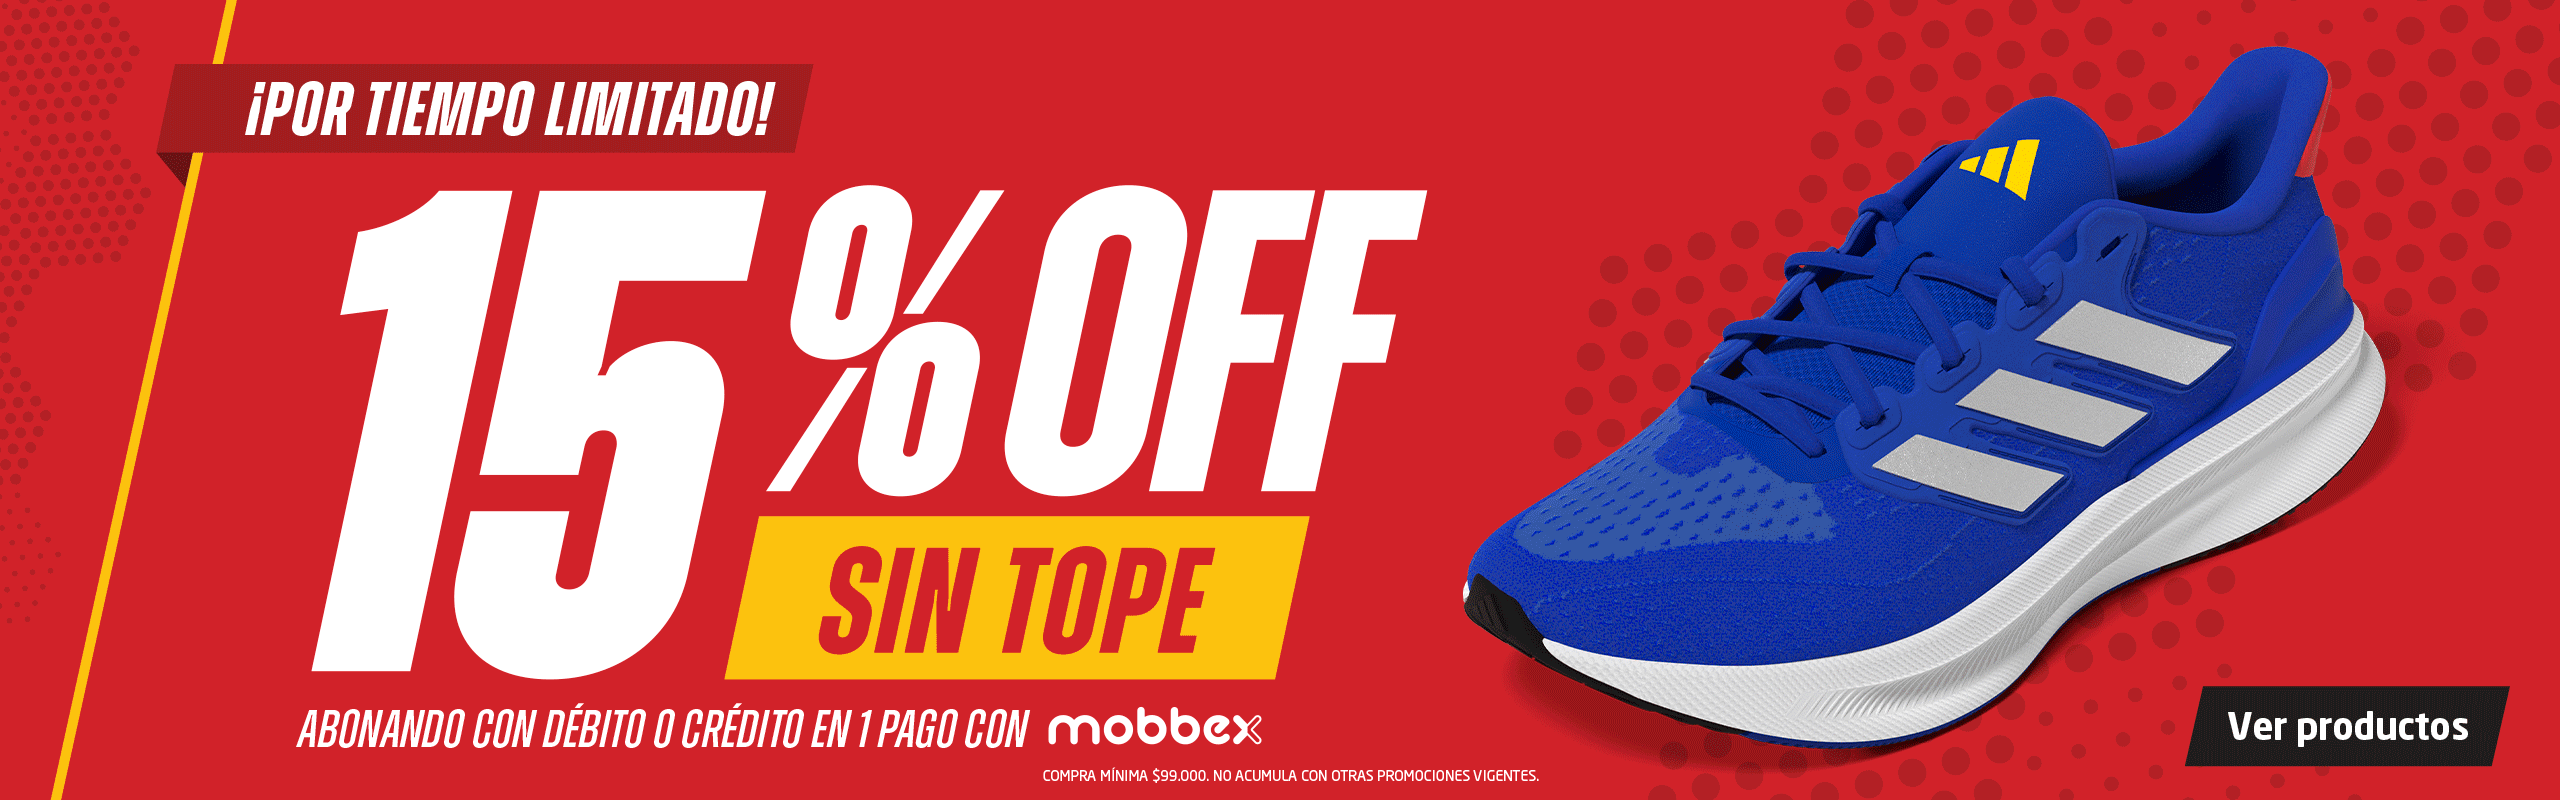 ¡POR TIEMPO LIMITADO!
15% OFF
SIN TOPE
ABONANDO CON DÉBITO O CRÉDITO EN 1 PAGO CON mobbex
COMPRA MÍNIMA $99.000. NO ACUMULA CON OTRAS PROMOCIONES VIGENTES.
Ver productos